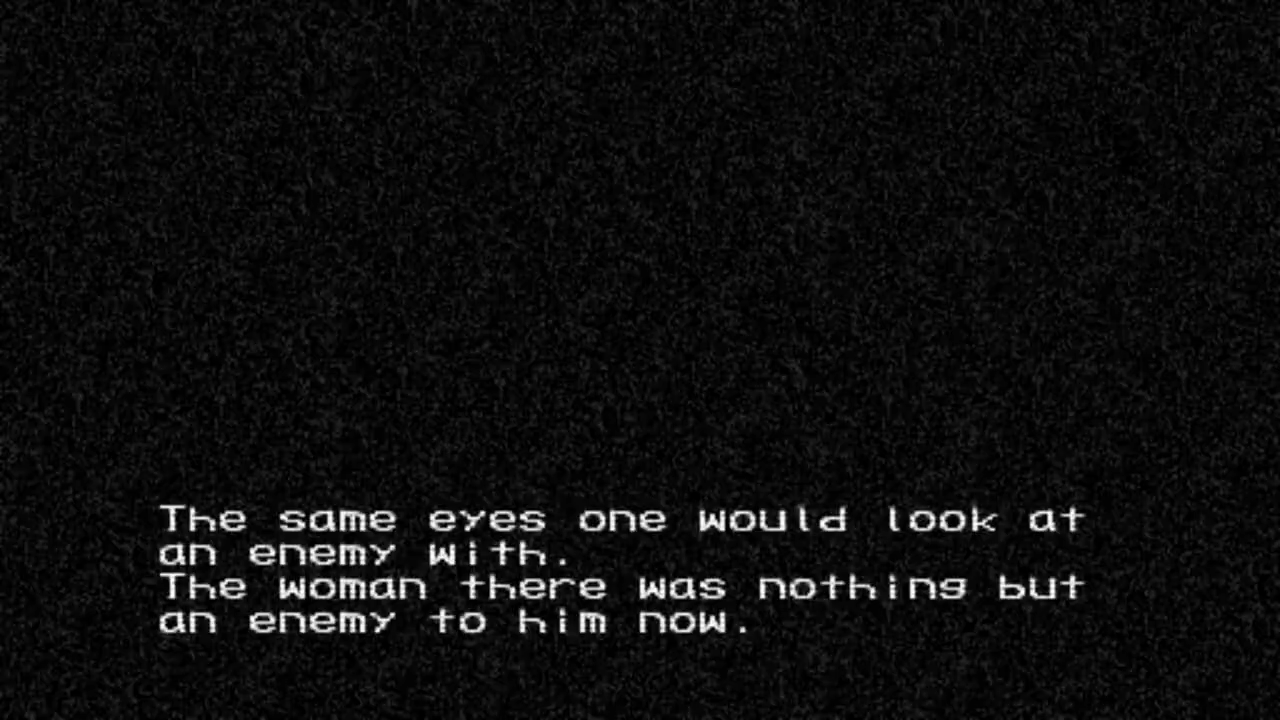 The same eyes one would look at
an enemy with.
The woman there was nothing but
an enemy to him now.